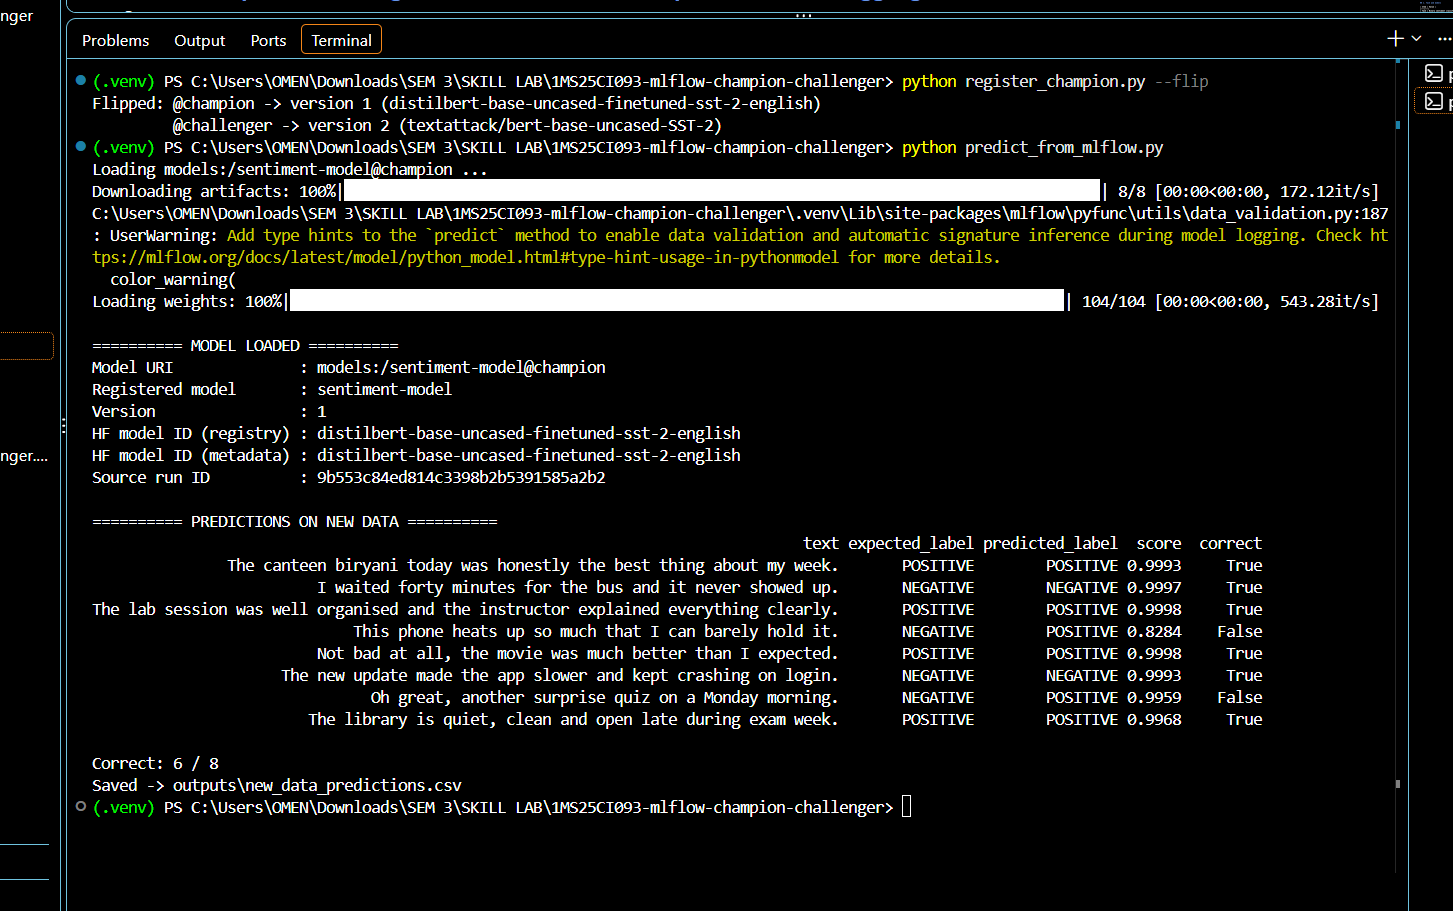 nger
Problems Output Ports Terminal
(.venv) PS C:\Users\OMEN\Downloads\SEM 3\SKILL LAB\1MS25CI093-mlflow-champion-challenger> python register_champion.py --flip
Flipped: @champion -> version 1 (distilbert-base-uncased-finetuned-sst-2-english)
@challenger -> version 2 (textattack/bert-base-uncased-SST-2)
(.venv) PS C:\Users\OMEN\Downloads\SEM 3\SKILL LAB\1MS25CI093-mlflow-champion-challenger> python predict_from_mlflow.py
Loading models:/sentiment-model@champion ...
Downloading artifacts: 100%| | 8/8 [00:00<00:00, 172.12it/s]
C:\Users\OMEN\Downloads\SEM 3\SKILL LAB\1MS25CI093-mlflow-champion-challenger\.venv\Lib\site-packages\mlflow\pyfunc\utils\data_validation.py:187
: UserWarning: Add type hints to the `predict` method to enable data validation and automatic signature inference during model logging. Check ht
tps://mlflow.org/docs/latest/model/python_model.html#type-hint-usage-in-pythonmodel for more details.
color_warning(
Loading weights: 100%| | 104/104 [00:00<00:00, 543.28it/s]
========== MODEL LOADED ==========
Model URI : models:/sentiment-model@champion
Registered model : sentiment-model
Version : 1
HF model ID (registry) : distilbert-base-uncased-finetuned-sst-2-english
nger....
HF model ID (metadata) : distilbert-base-uncased-finetuned-sst-2-english
Source run ID : 9b553c84ed814c3398b2b5391585a2b2
========== PREDICTIONS ON NEW DATA ==========
text expected_label predicted_label score correct
The canteen biryani today was honestly the best thing about my week. POSITIVE POSITIVE 0.9993 True
I waited forty minutes for the bus and it never showed up. NEGATIVE NEGATIVE 0.9997 True
The lab session was well organised and the instructor explained everything clearly. POSITIVE POSITIVE 0.9998 True
This phone heats up so much that I can barely hold it. NEGATIVE POSITIVE 0.8284 False
Not bad at all, the movie was much better than I expected. POSITIVE POSITIVE 0.9998 True
The new update made the app slower and kept crashing on login. NEGATIVE NEGATIVE 0.9993 True
Oh great, another surprise quiz on a Monday morning. NEGATIVE POSITIVE 0.9959 False
The library is quiet, clean and open late during exam week. POSITIVE POSITIVE 0.9968 True
Correct: 6 / 8
Saved -> outputs\new_data_predictions.csv
(.venv) PS C:\Users\OMEN\Downloads\SEM 3\SKILL LAB\1MS25CI093-mlflow-champion-challenger>